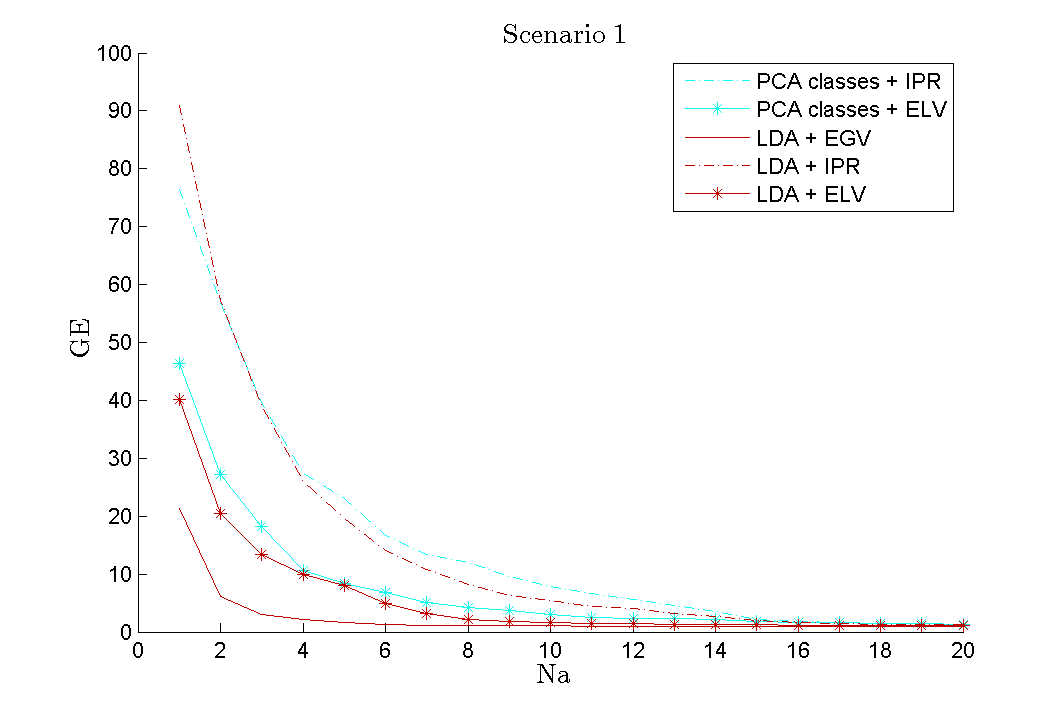 Scenario 1
PCA classes + IPR
PCA classes + ELV
LDA + EGV
LDA + IPR
LDA + ELV
GE
100
90
80
70
60
50
40
30
20
10
0
0 2 4 6 8 10 12 14 16 18 20
Na